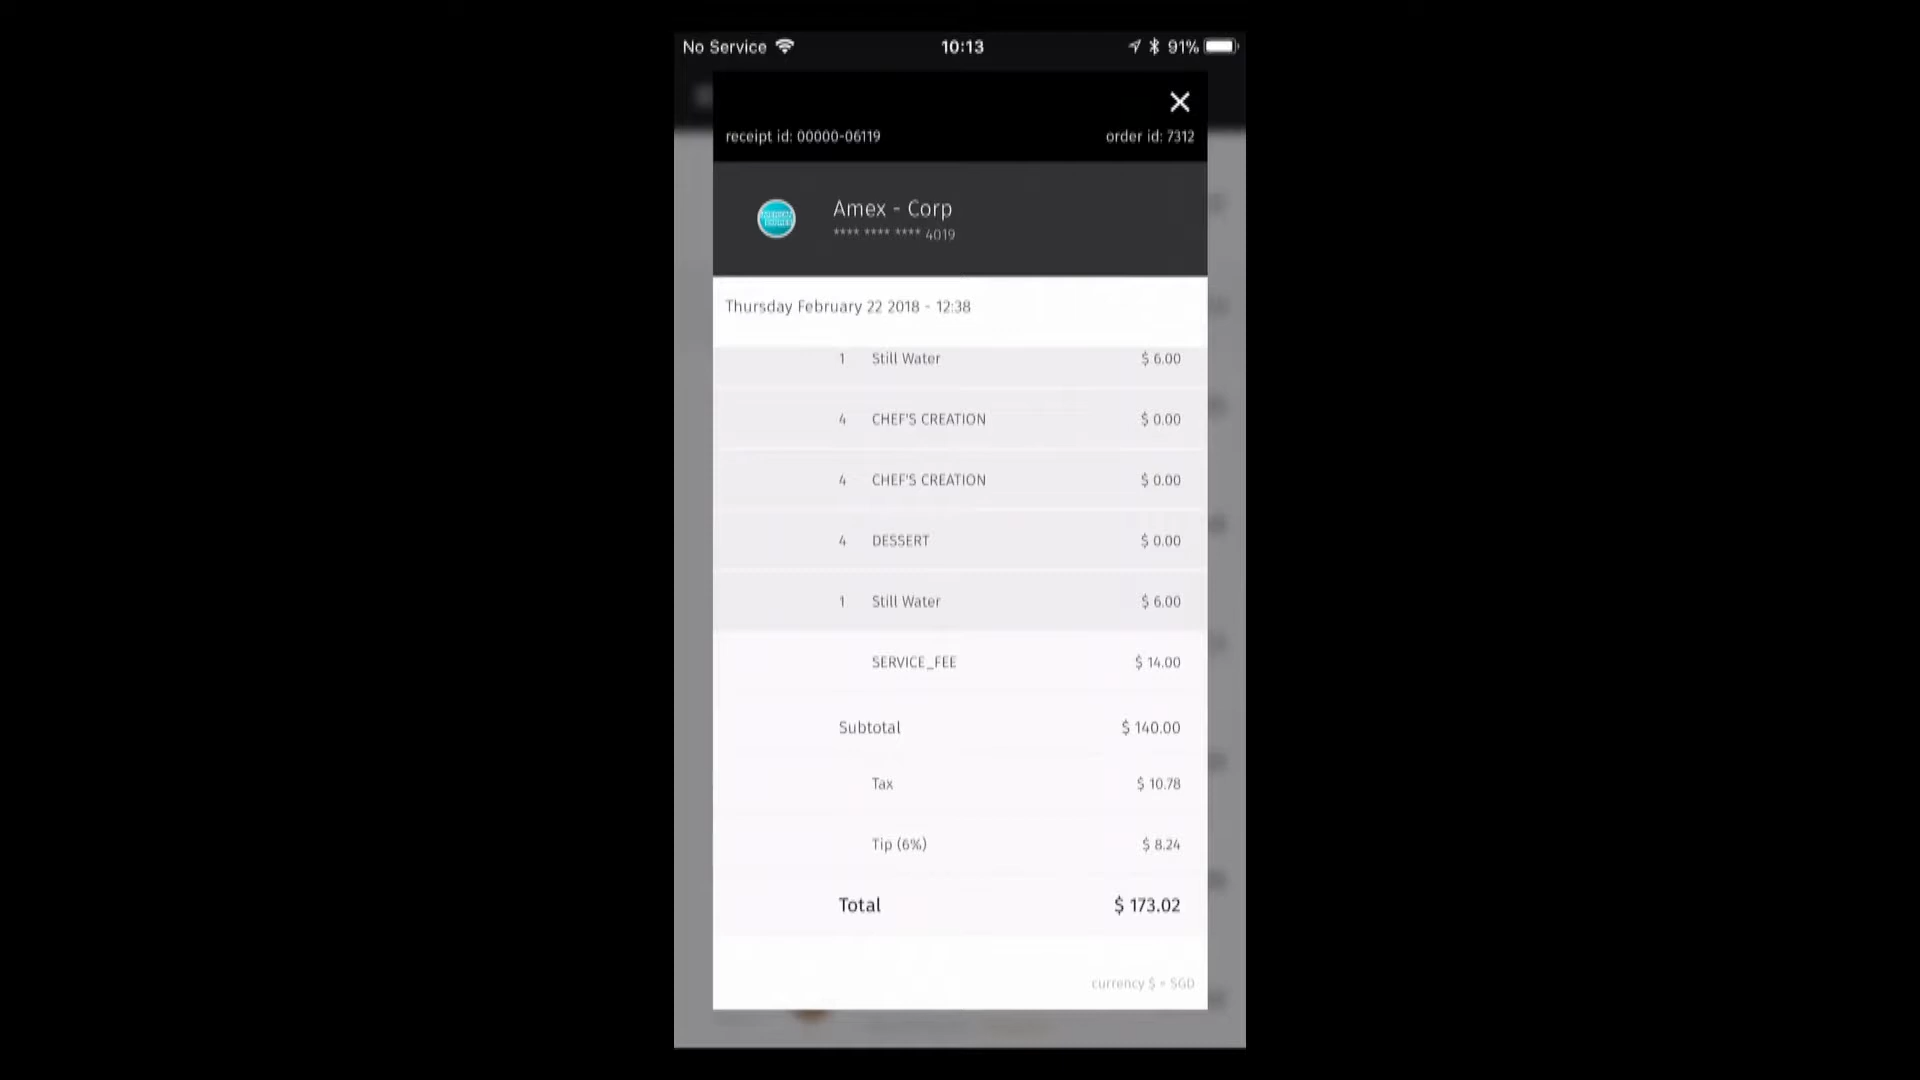 No Service 10:13 91%
receipt id: 00000-06119 order id: 7312
Amex - Corp
**** **** **** 4019
Thursday February 22 2018 - 12:38
1 Still Water $ 6.00
4 CHEF'S CREATION $ 0.00
4 CHEF'S CREATION $ 0.00
4 DESSERT $ 0.00
1 Still Water $ 6.00
SERVICE_FEE $ 14.00
Subtotal $ 140.00
Tax $ 10.78
Tip (6%) $ 8.24
Total $ 173.02
currency $ = SGD